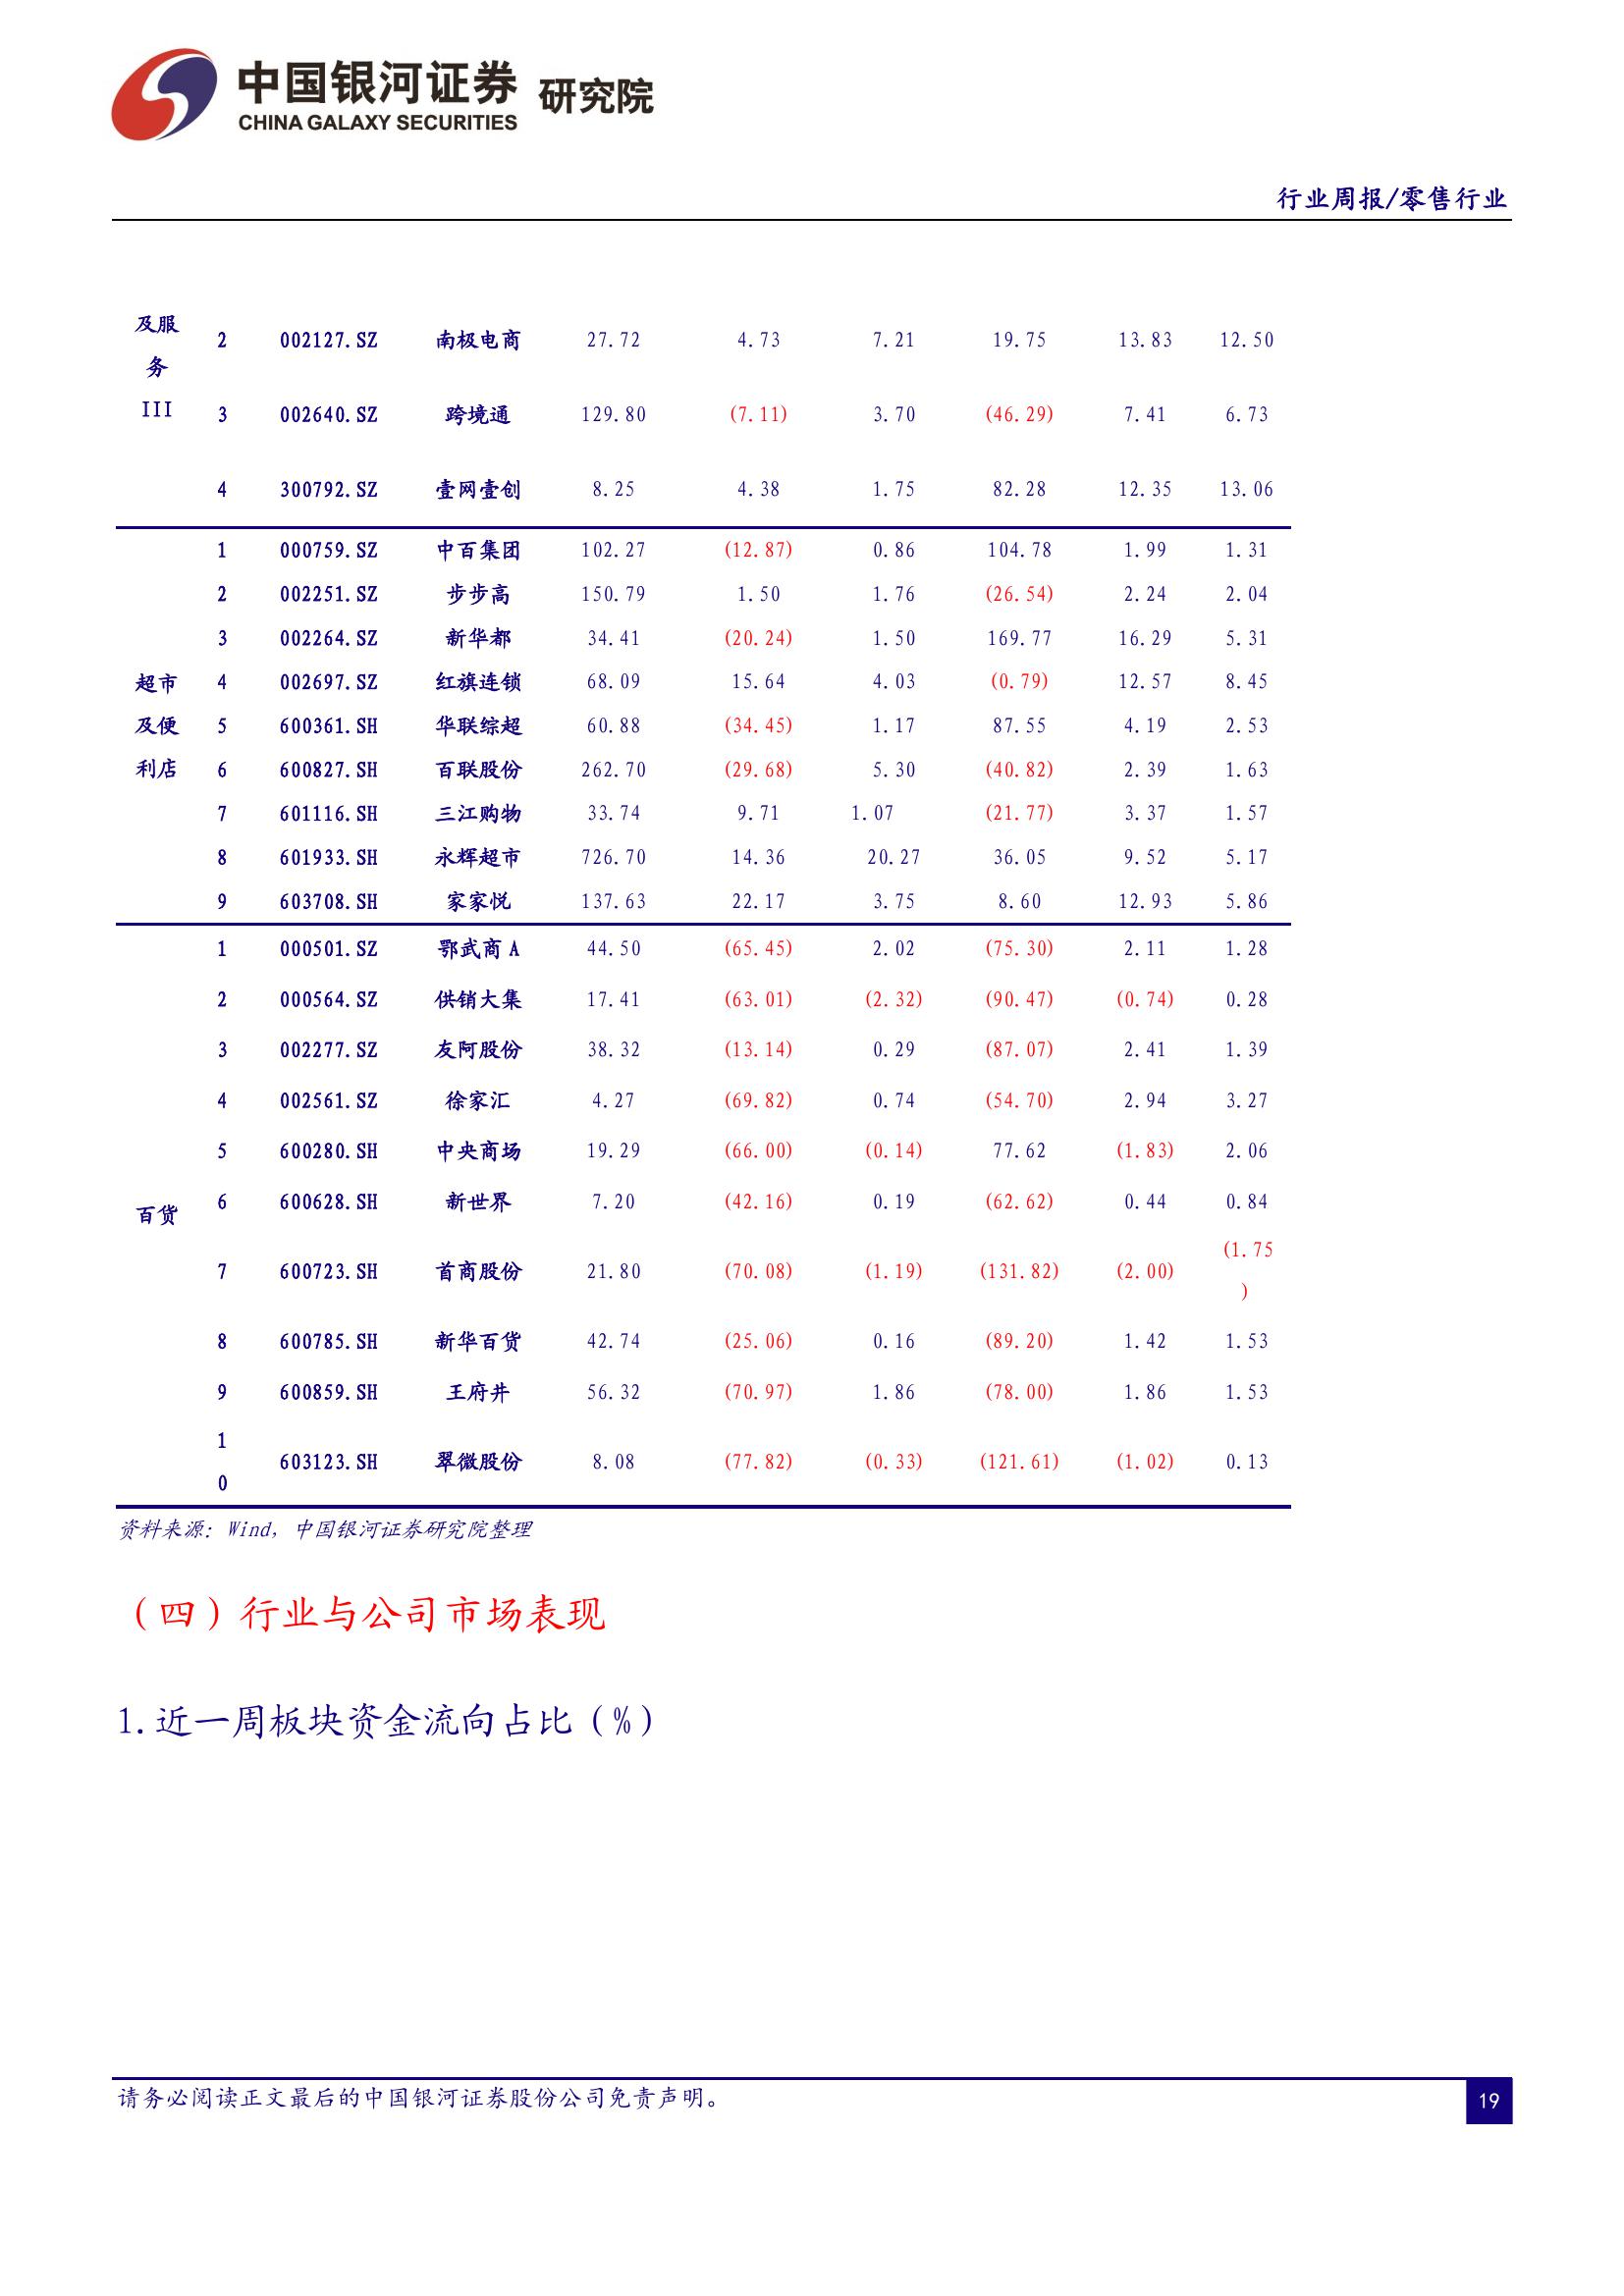 中国银河证券 研究院
CHINA GALAXY SECURITIES
行业周报/零售行业
及服
务
III
2 002127.SZ 南极电商 27.72 4.73 7.21 19.75 13.83 12.50
3 002640.SZ 跨境通 129.80 (7.11) 3.70 (46.29) 7.41 6.73
4 300792.SZ 壹网壹创 8.25 4.38 1.75 82.28 12.35 13.06
超市
及便
利店
1 000759.SZ 中百集团 102.27 (12.87) 0.86 104.78 1.99 1.31
2 002251.SZ 步步高 150.79 1.50 1.76 (26.54) 2.24 2.04
3 002264.SZ 新华都 34.41 (20.24) 1.50 169.77 16.29 5.31
4 002697.SZ 红旗连锁 68.09 15.64 4.03 (0.79) 12.57 8.45
5 600361.SH 华联综超 60.88 (34.45) 1.17 87.55 4.19 2.53
6 600827.SH 百联股份 262.70 (29.68) 5.30 (40.82) 2.39 1.63
7 601116.SH 三江购物 33.74 9.71 1.07 (21.77) 3.37 1.57
8 601933.SH 永辉超市 726.70 14.36 20.27 36.05 9.52 5.17
9 603708.SH 家家悦 137.63 22.17 3.75 8.60 12.93 5.86
百货
1 000501.SZ 鄂武商 A 44.50 (65.45) 2.02 (75.30) 2.11 1.28
2 000564.SZ 供销大集 17.41 (63.01) (2.32) (90.47) (0.74) 0.28
3 002277.SZ 友阿股份 38.32 (13.14) 0.29 (87.07) 2.41 1.39
4 002561.SZ 徐家汇 4.27 (69.82) 0.74 (54.70) 2.94 3.27
5 600280.SH 中央商场 19.29 (66.00) (0.14) 77.62 (1.83) 2.06
6 600628.SH 新世界 7.20 (42.16) 0.19 (62.62) 0.44 0.84
7 600723.SH 首商股份 21.80 (70.08) (1.19) (131.82) (2.00) (1.75
)
8 600785.SH 新华百货 42.74 (25.06) 0.16 (89.20) 1.42 1.53
9 600859.SH 王府井 56.32 (70.97) 1.86 (78.00) 1.86 1.53
1
0
603123.SH 翠微股份 8.08 (77.82) (0.33) (121.61) (1.02) 0.13
资料来源: Wind, 中国银河证券研究院整理
（四）行业与公司市场表现
1.近一周板块资金流向占比（%）
请务必阅读正文最后的中国银河证券股份公司免责声明。
19